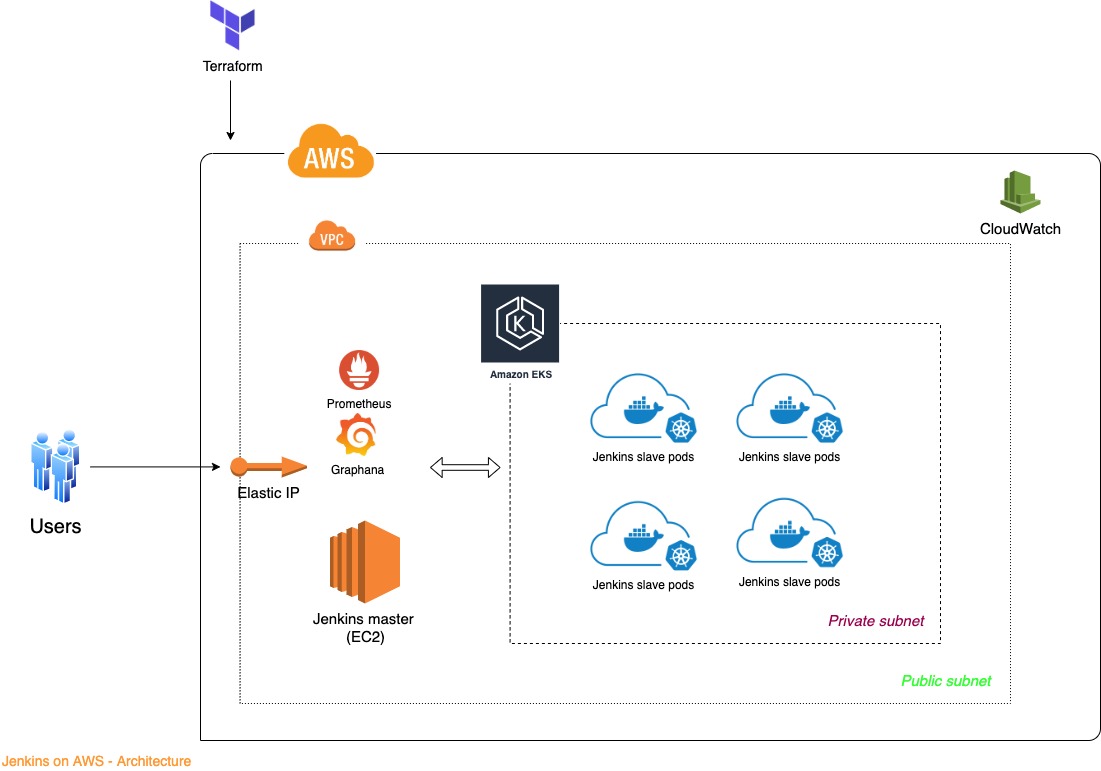 Terraform
AWS
CloudWatch
VPC
K
Amazon EKS
Prometheus
Graphana
Jenkins slave pods
Jenkins slave pods
Elastic IP
Users
Jenkins slave pods
Jenkins slave pods
Jenkins master
(EC2)
Private subnet
Public subnet
Jenkins on AWS - Architecture